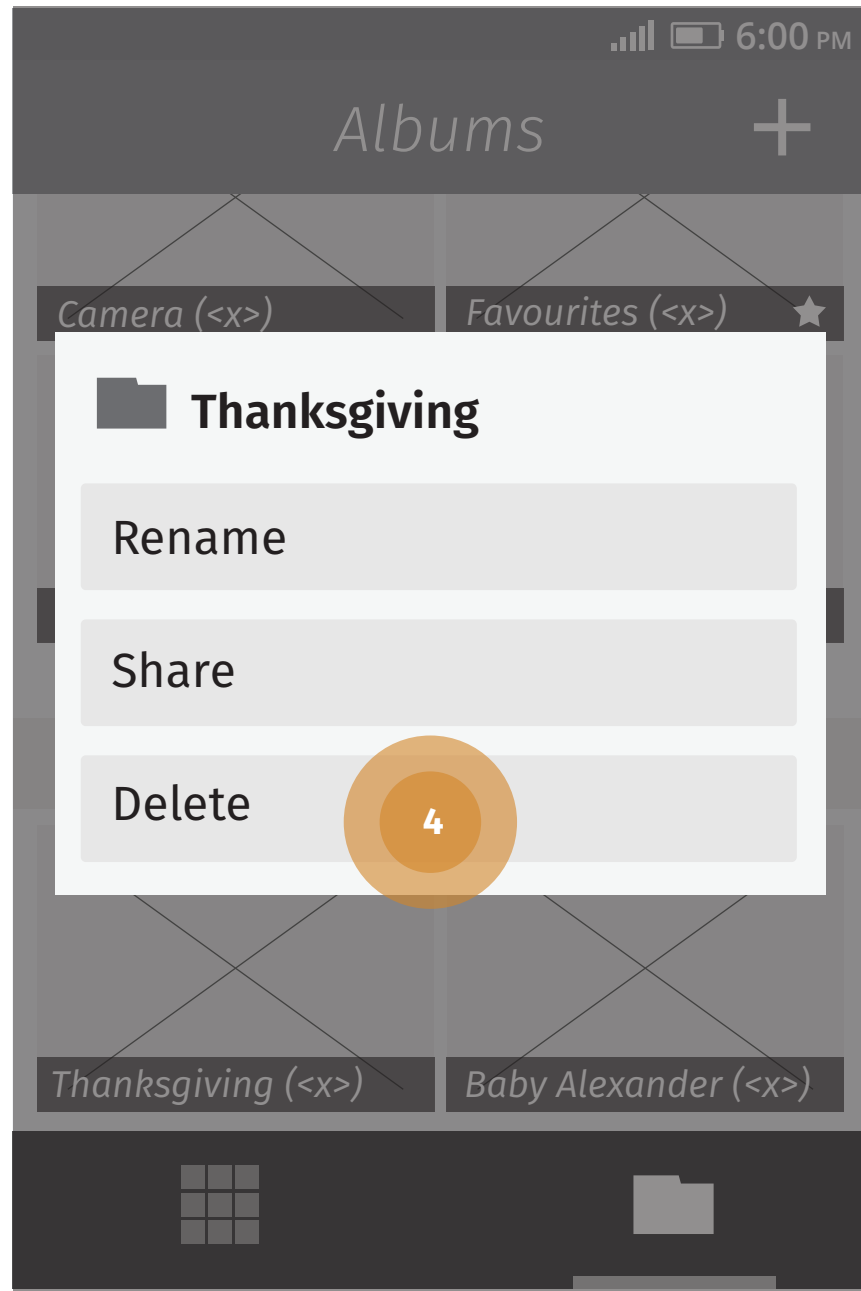 6:00 PM
Albums
Camera (<x>)
Favourites (<x>)
Thanksgiving
Rename
Share
Delete
4
Thanksgiving (<x>)
Baby Alexander (<x>)